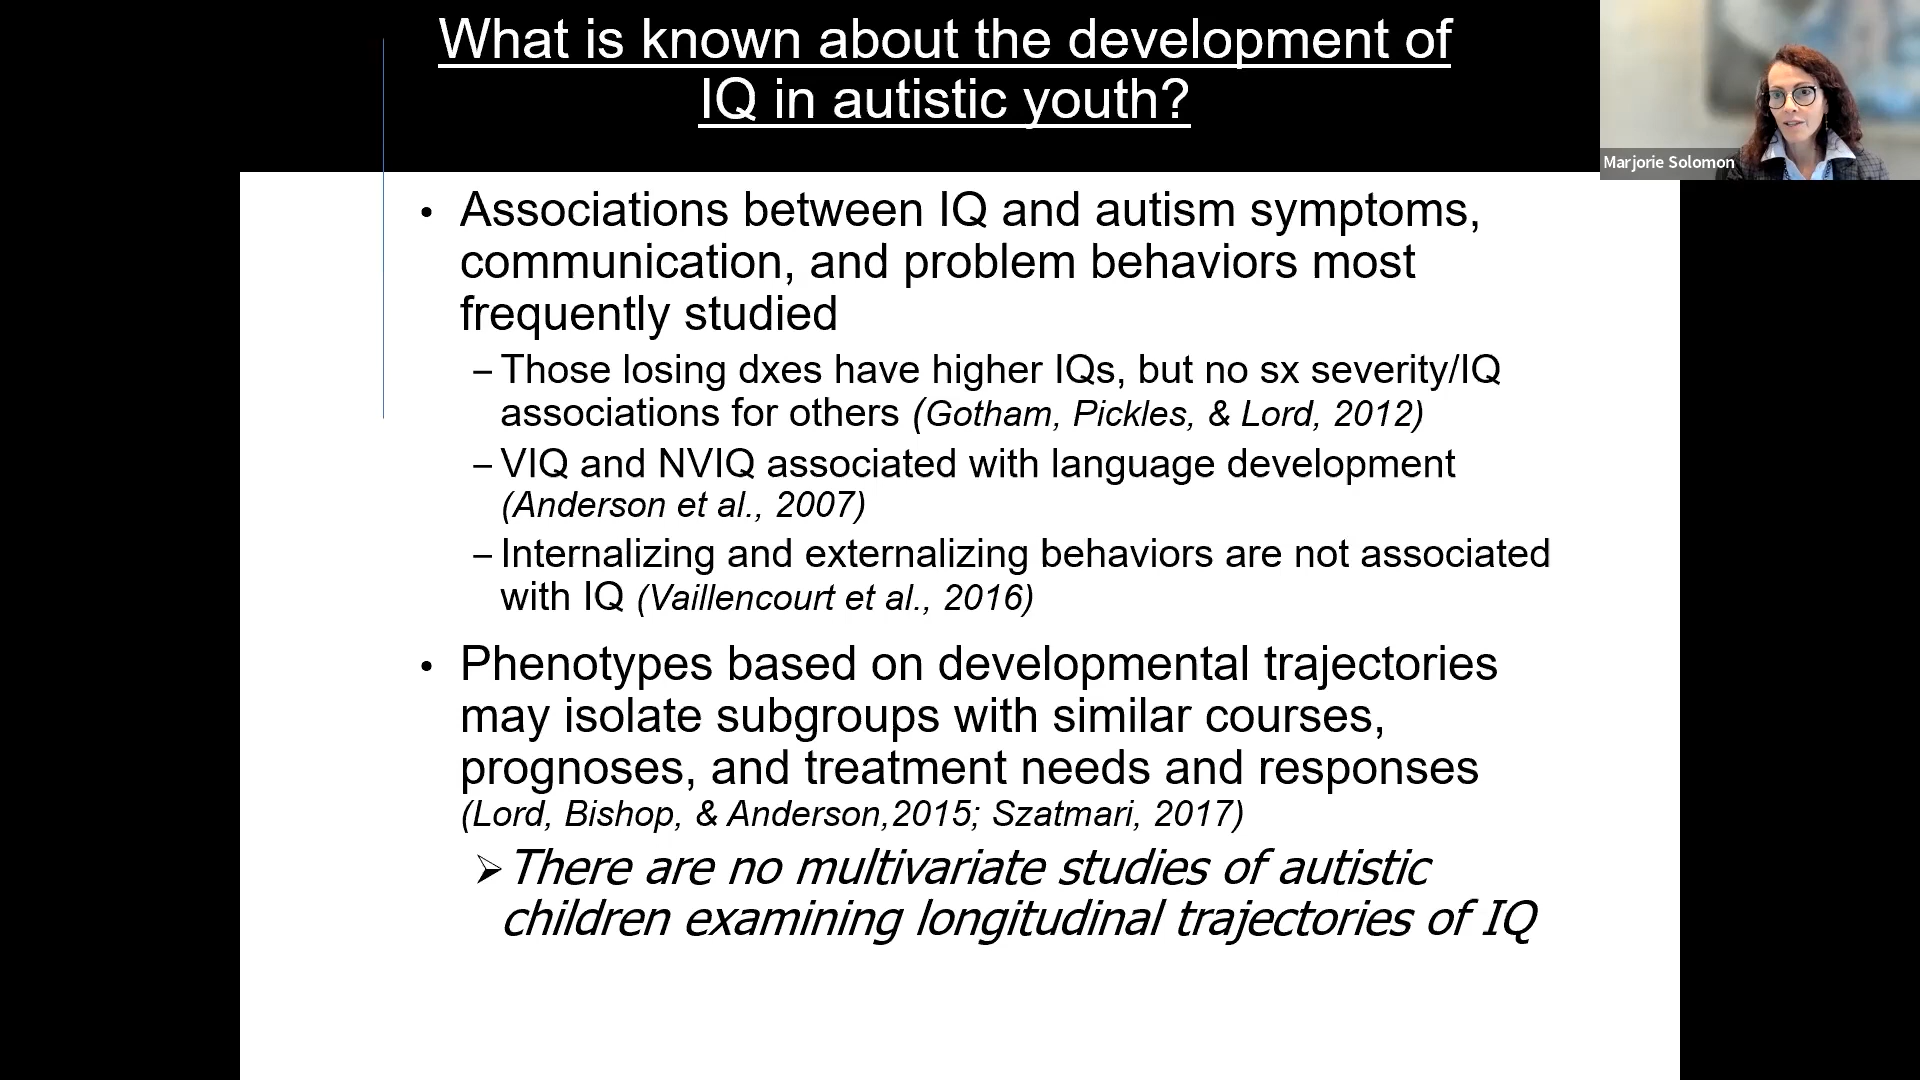 What is known about the development of
IQ in autistic youth?
Marjorie Solomon
• Associations between IQ and autism symptoms,
communication, and problem behaviors most
frequently studied
– Those losing dxes have higher IQs, but no sx severity/IQ
associations for others (Gotham, Pickles, & Lord, 2012)
– VIQ and NVIQ associated with language development
(Anderson et al., 2007)
– Internalizing and externalizing behaviors are not associated
with IQ (Vaillencourt et al., 2016)
• Phenotypes based on developmental trajectories
may isolate subgroups with similar courses,
prognoses, and treatment needs and responses
(Lord, Bishop, & Anderson,2015; Szatmari, 2017)
➢ There are no multivariate studies of autistic
children examining longitudinal trajectories of IQ